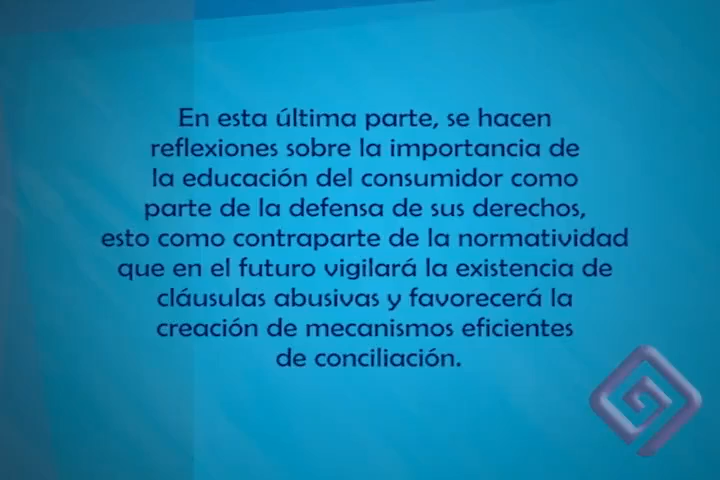 En esta última parte, se hacen
reflexiones sobre la importancia de
la educación del consumidor como
parte de la defensa de sus derechos,
esto como contraparte de la normatividad
que en el futuro vigilará la existencia de
cláusulas abusivas y favorecerá la
creación de mecanismos eficientes
de conciliación.